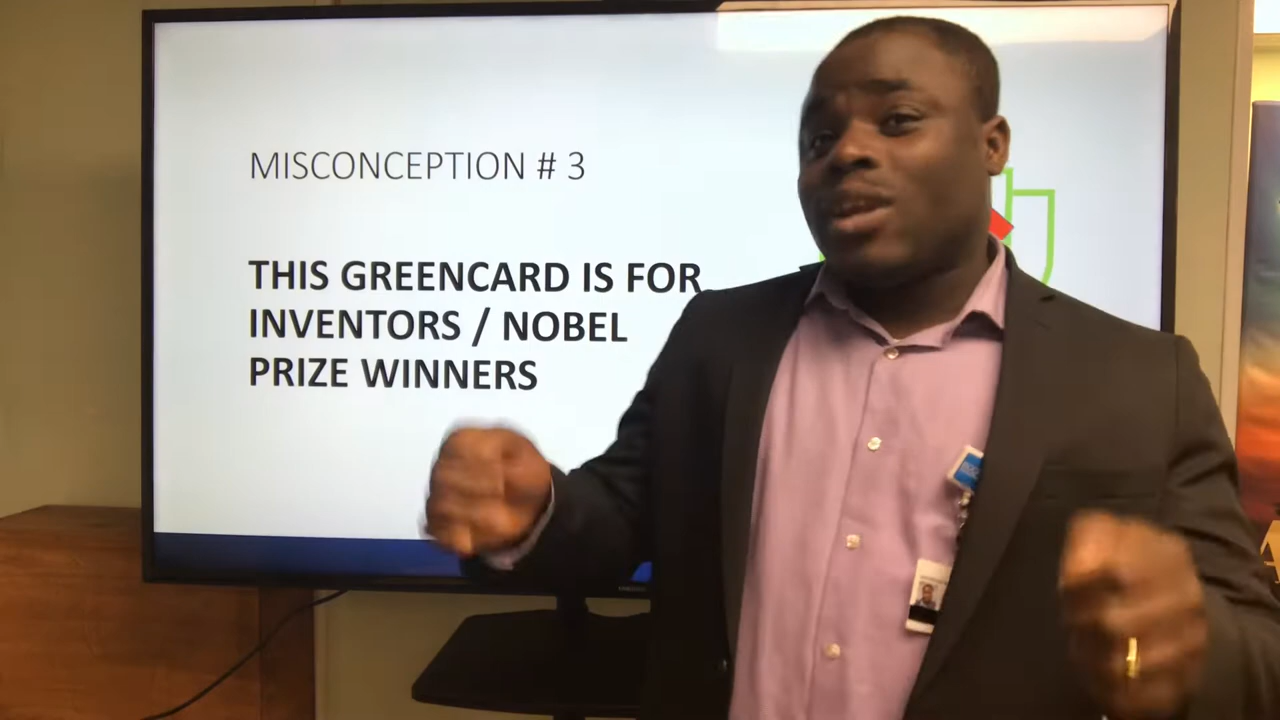 MISCONCEPTION # 3
THIS GREENCARD IS FOR
INVENTORS / NOBEL
PRIZE WINNERS